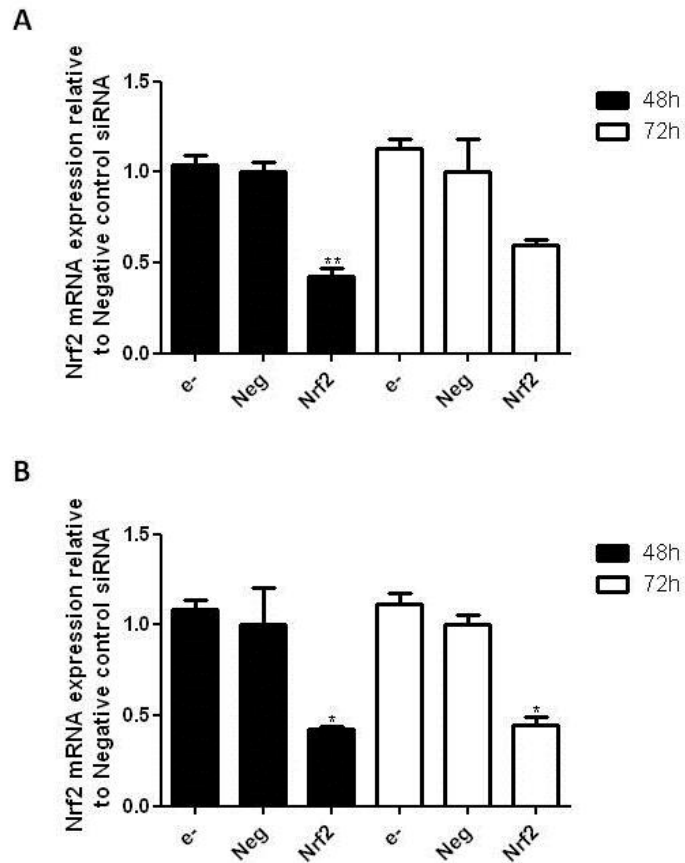 A
Nrf2 mRNA expression relative
to Negative control siRNA
1.5
1.0
0.5
0.0
**
e-
Neg
Nrf2
e-
Neg
Nrf2
48h
72h
B
Nrf2 mRNA expression relative
to Negative control siRNA
1.5
1.0
0.5
0.0
*
*
e-
Neg
Nrf2
e-
Neg
Nrf2
48h
72h